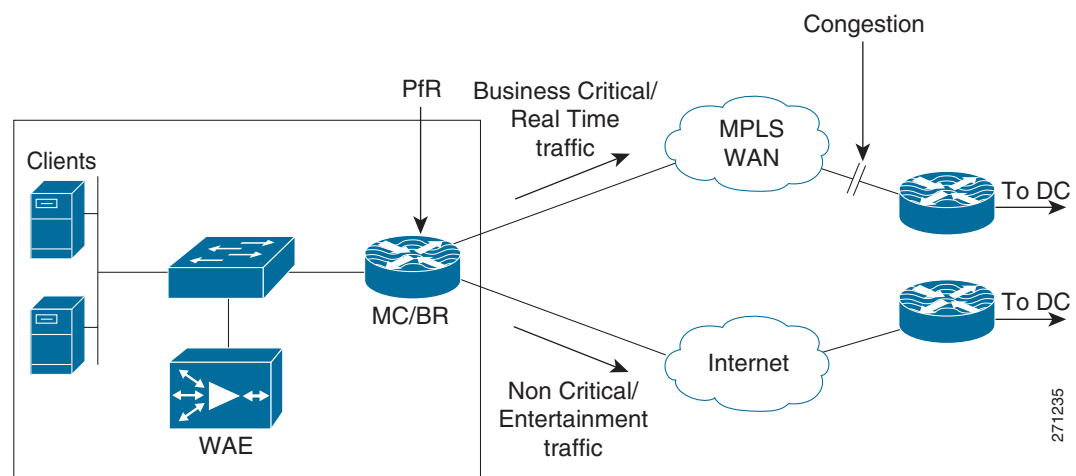 Congestion
PfR
Business Critical/
Real Time
traffic
MPLS
WAN
Clients
To DC
MC/BR
To DC
Internet
Non Critical/
Entertainment
traffic
WAE
271235